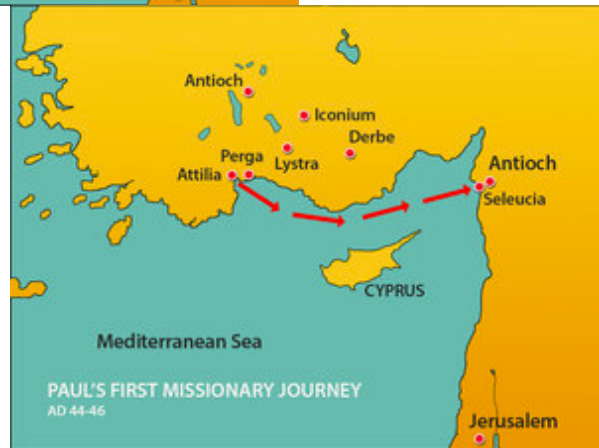 Antioch
Iconium
Derbe
Perga
Lystra
Attilia
Antioch
Seleucia
CYPRUS
Mediterranean Sea
PAUL'S FIRST MISSIONARY JOURNEY
AD 44-46
Jerusalem